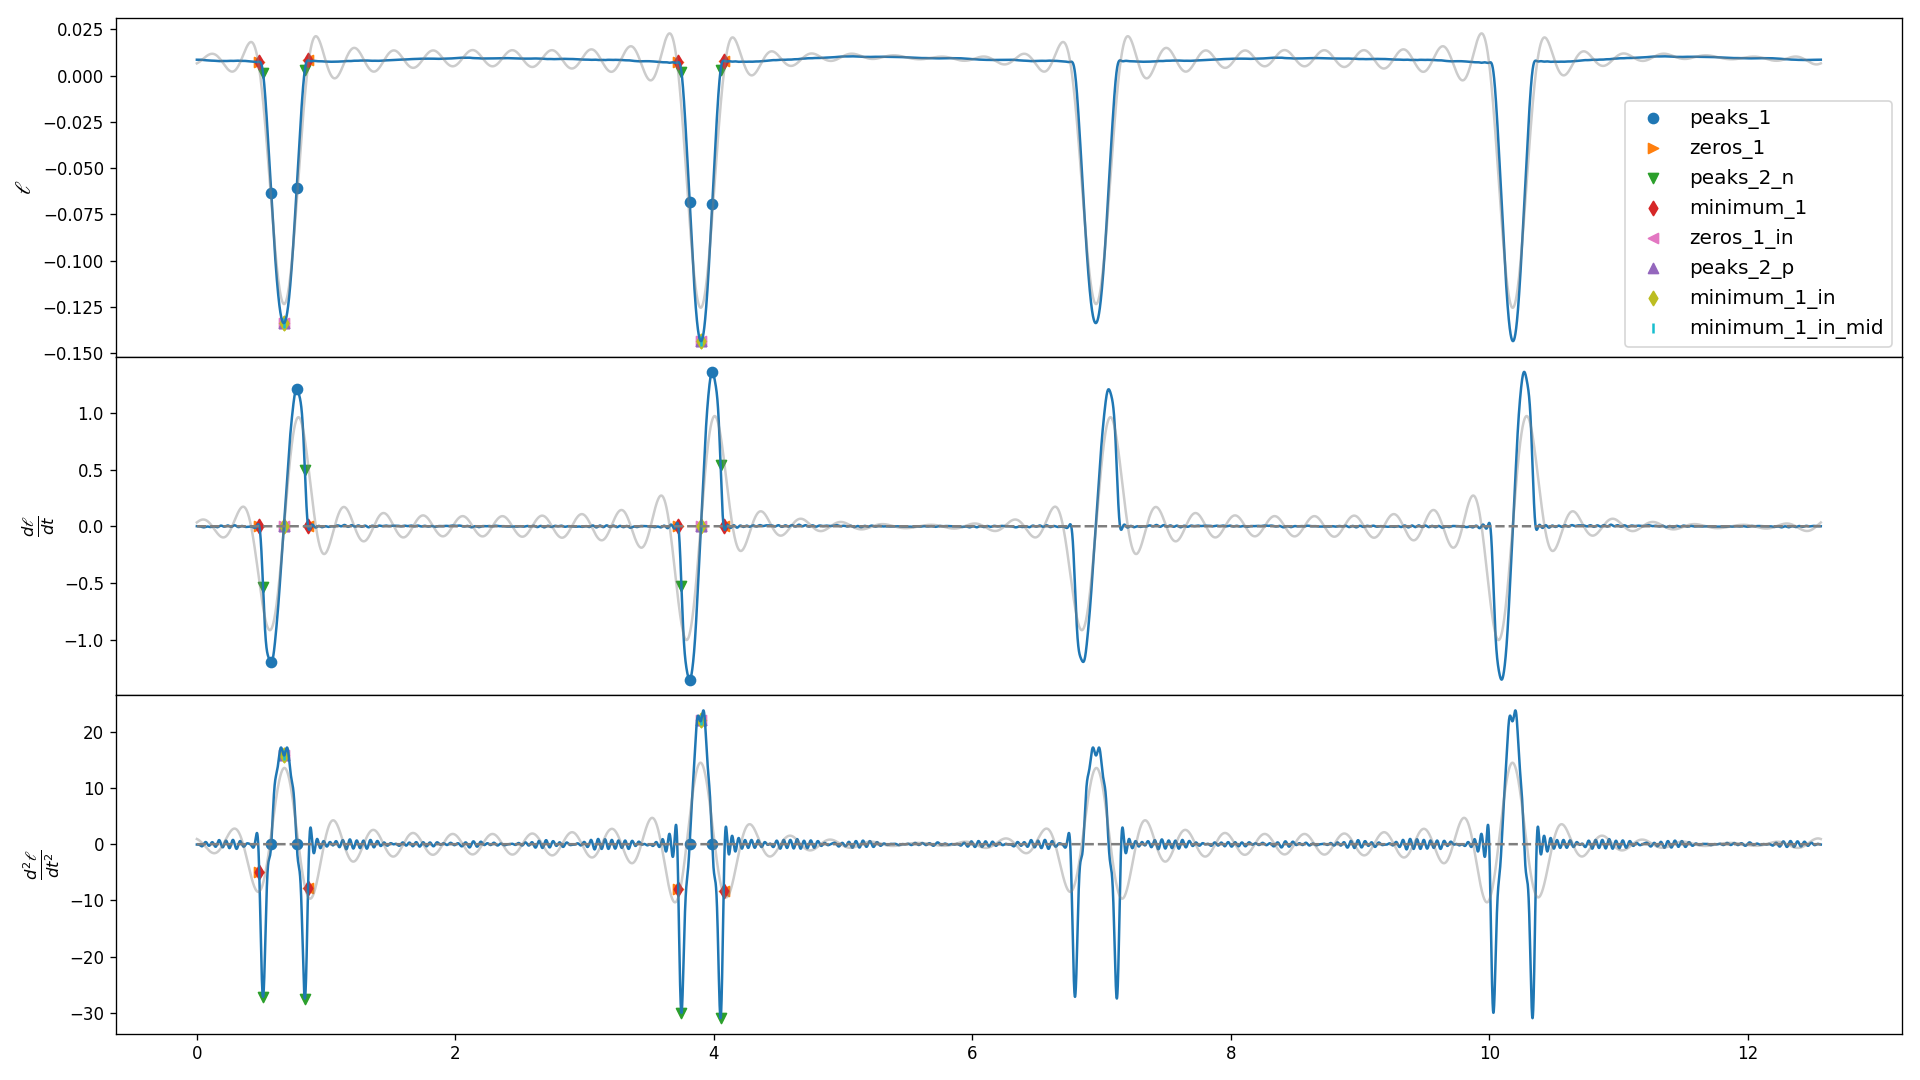 0.025
0.000
−0.025
−0.050
−0.075
−0.100
−0.125
−0.150
ℓ
peaks_1
zeros_1
peaks_2_n
minimum_1
zeros_1_in
peaks_2_p
minimum_1_in
minimum_1_in_mid
1.0
0.5
0.0
−0.5
−1.0
dℓ
dt
20
10
0
−10
−20
−30
d²ℓ
dt²
0 2 4 6 8 10 12